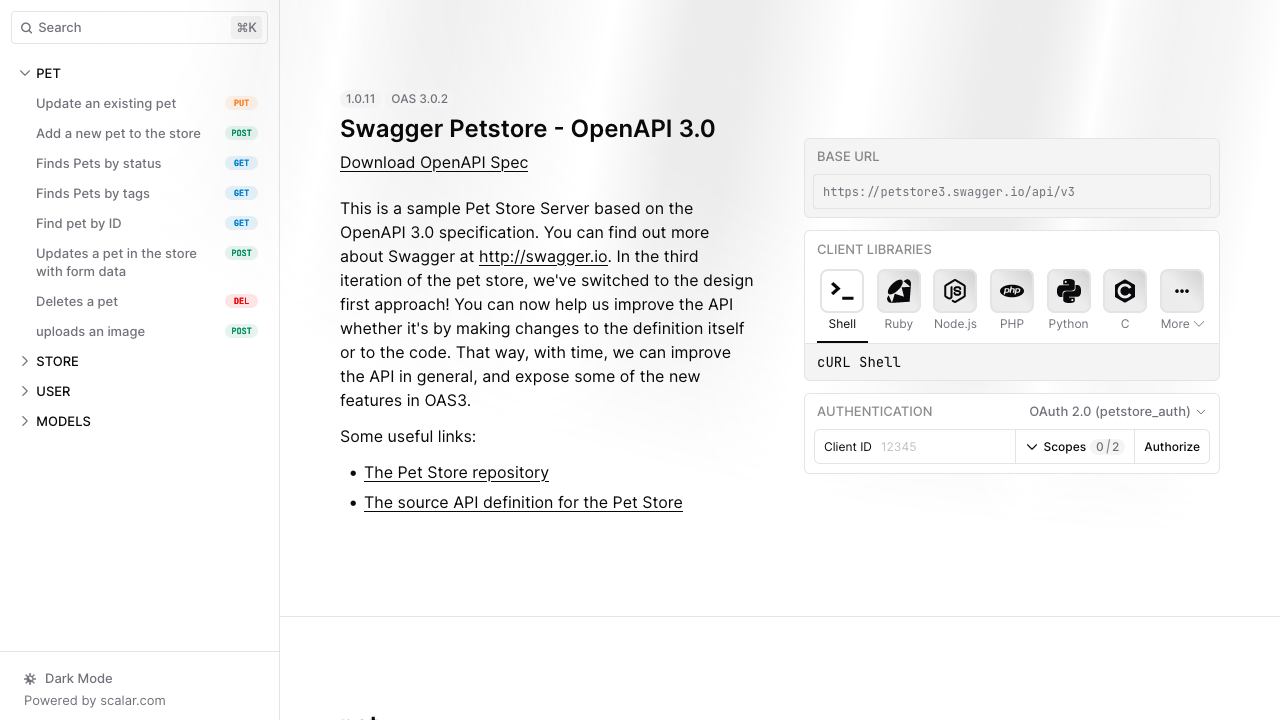 Search ⌘K
PET
Update an existing pet PUT
Add a new pet to the store POST
Finds Pets by status GET
Finds Pets by tags GET
Find pet by ID GET
Updates a pet in the store POST
with form data
Deletes a pet DEL
uploads an image POST
STORE
USER
MODELS
Dark Mode
Powered by scalar.com
1.0.11 OAS 3.0.2
Swagger Petstore - OpenAPI 3.0
Download OpenAPI Spec
This is a sample Pet Store Server based on the
OpenAPI 3.0 specification. You can find out more
about Swagger at http://swagger.io. In the third
iteration of the pet store, we've switched to the design
first approach! You can now help us improve the API
whether it's by making changes to the definition itself
or to the code. That way, with time, we can improve
the API in general, and expose some of the new
features in OAS3.
Some useful links:
• The Pet Store repository
• The source API definition for the Pet Store
BASE URL
https://petstore3.swagger.io/api/v3
CLIENT LIBRARIES
Shell Ruby Node.js PHP Python C More
cURL Shell
AUTHENTICATION OAuth 2.0 (petstore_auth)
Client ID 12345 Scopes 0/2 Authorize